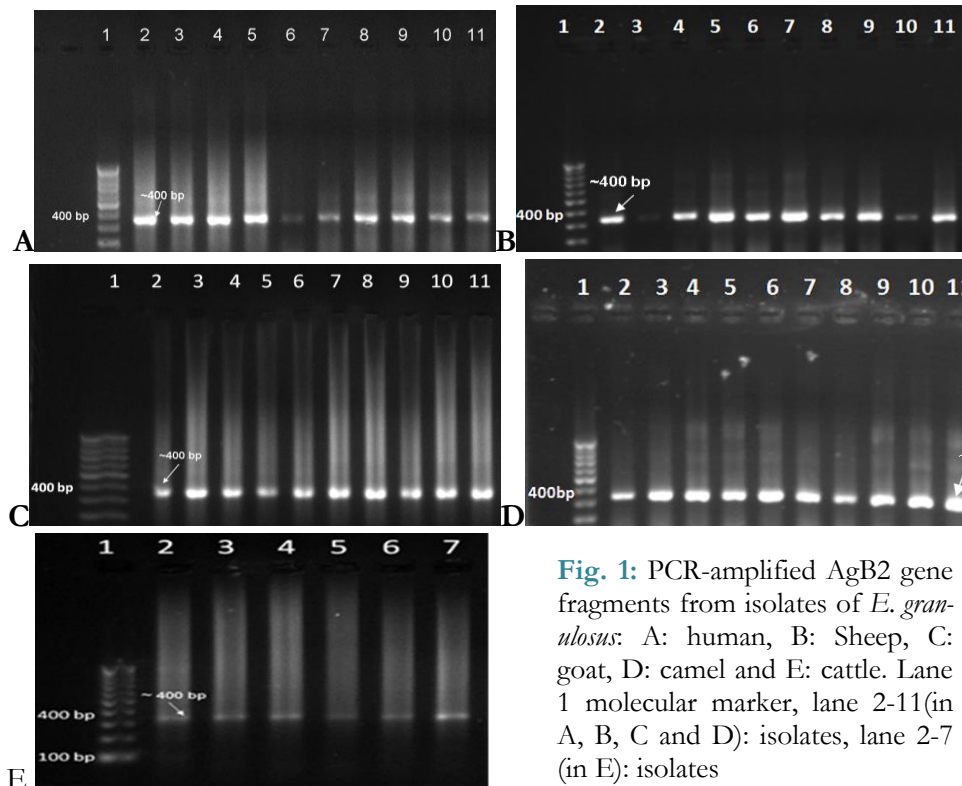 1 2 3 4 5 6 7 8 9 10 11
~400 bp
400 bp
A
1 2 3 4 5 6 7 8 9 10 11
~400 bp
400 bp
B
1 2 3 4 5 6 7 8 9 10 11
~400 bp
400 bp
C
1 2 3 4 5 6 7 8 9 10
400bp
D
1 2 3 4 5 6 7
~ 400 bp
400 bp
100 bp
E
Fig. 1: PCR-amplified AgB2 gene
fragments from isolates of E. gran-
ulosus: A: human, B: Sheep, C:
goat, D: camel and E: cattle. Lane
1 molecular marker, lane 2-11(in
A, B, C and D): isolates, lane 2-7
(in E): isolates